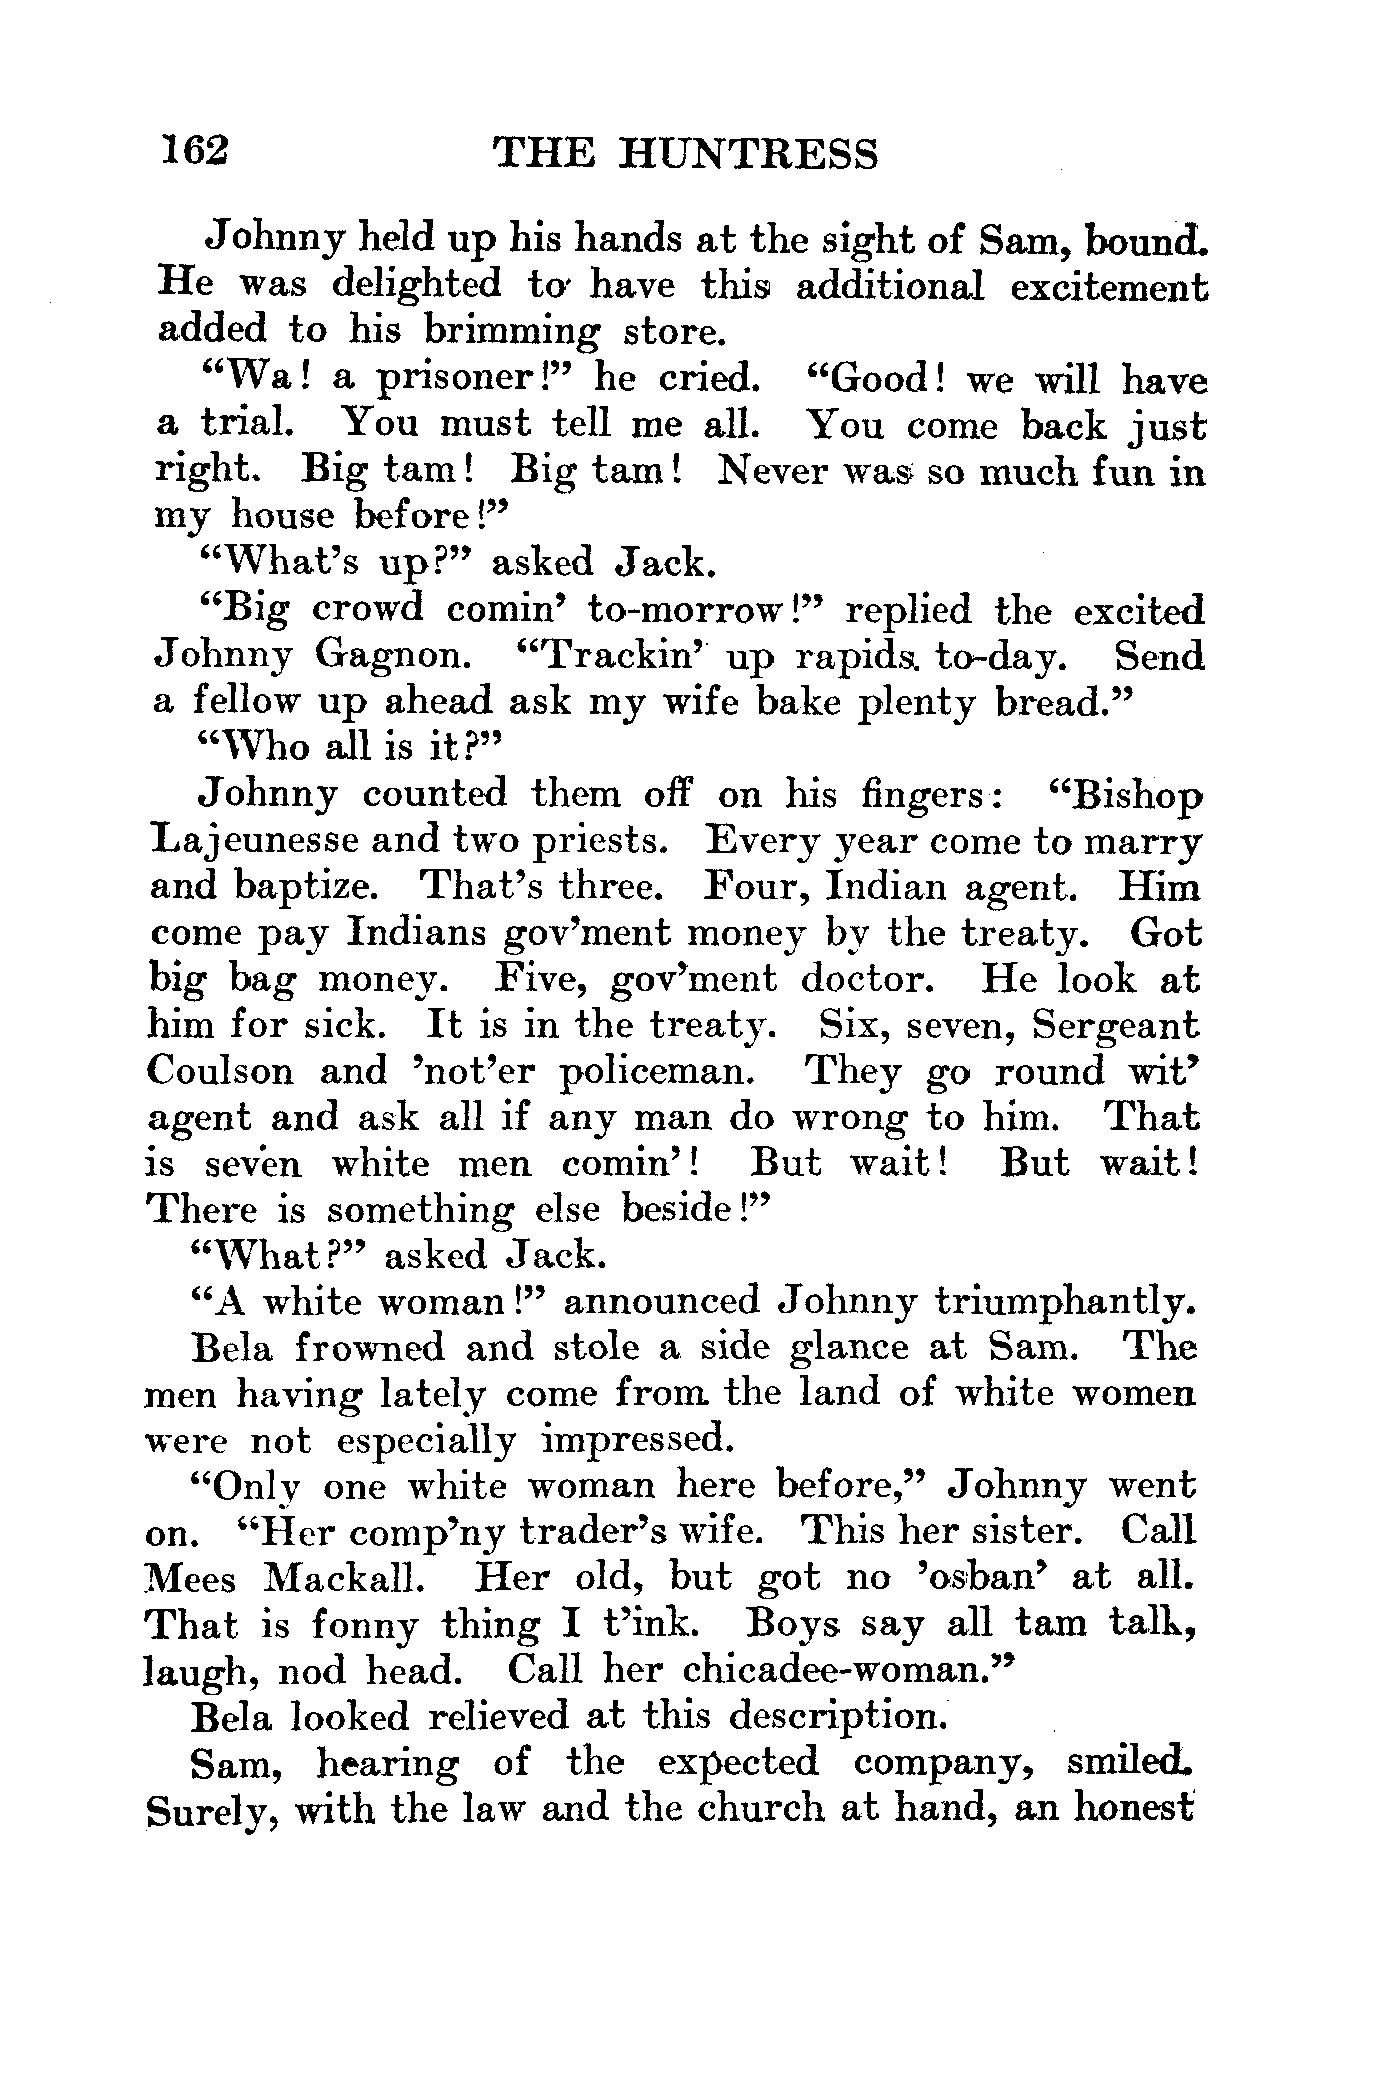 162 THE HUNTRESS
Johnny held up his hands at the sight of Sam, bound.
He was delighted to have this additional excitement
added to his brimming store.
“Wa! a prisoner!” he cried. “Good! we will have
a trial. You must tell me all. You come back just
right. Big tam! Big tam! Never was so much fun in
my house before!”
“What’s up?” asked Jack.
“Big crowd comin’ to-morrow!” replied the excited
Johnny Gagnon. “Trackin’ up rapids. to-day. Send
a fellow up ahead ask my wife bake plenty bread.”
“Who all is it?”
Johnny counted them off on his fingers: “Bishop
Lajeunesse and two priests. Every year come to marry
and baptize. That’s three. Four, Indian agent. Him
come pay Indians gov’ment money by the treaty. Got
big bag money. Five, gov’ment doctor. He look at
him for sick. It is in the treaty. Six, seven, Sergeant
Coulson and ’not’er policeman. They go round wit’
agent and ask all if any man do wrong to him. That
is seven white men comin’! But wait! But wait!
There is something else beside!”
“What?” asked Jack.
“A white woman!” announced Johnny triumphantly.
Bela frowned and stole a side glance at Sam. The
men having lately come from the land of white women
were not especially impressed.
“Only one white woman here before,” Johnny went
on. “Her comp’ny trader’s wife. This her sister. Call
Mees Mackall. Her old, but got no ’osban’ at all.
That is fonny thing I t’ink. Boys say all tam talk,
laugh, nod head. Call her chicadee-woman.”
Bela looked relieved at this description.
Sam, hearing of the expected company, smiled.
Surely, with the law and the church at hand, an honest